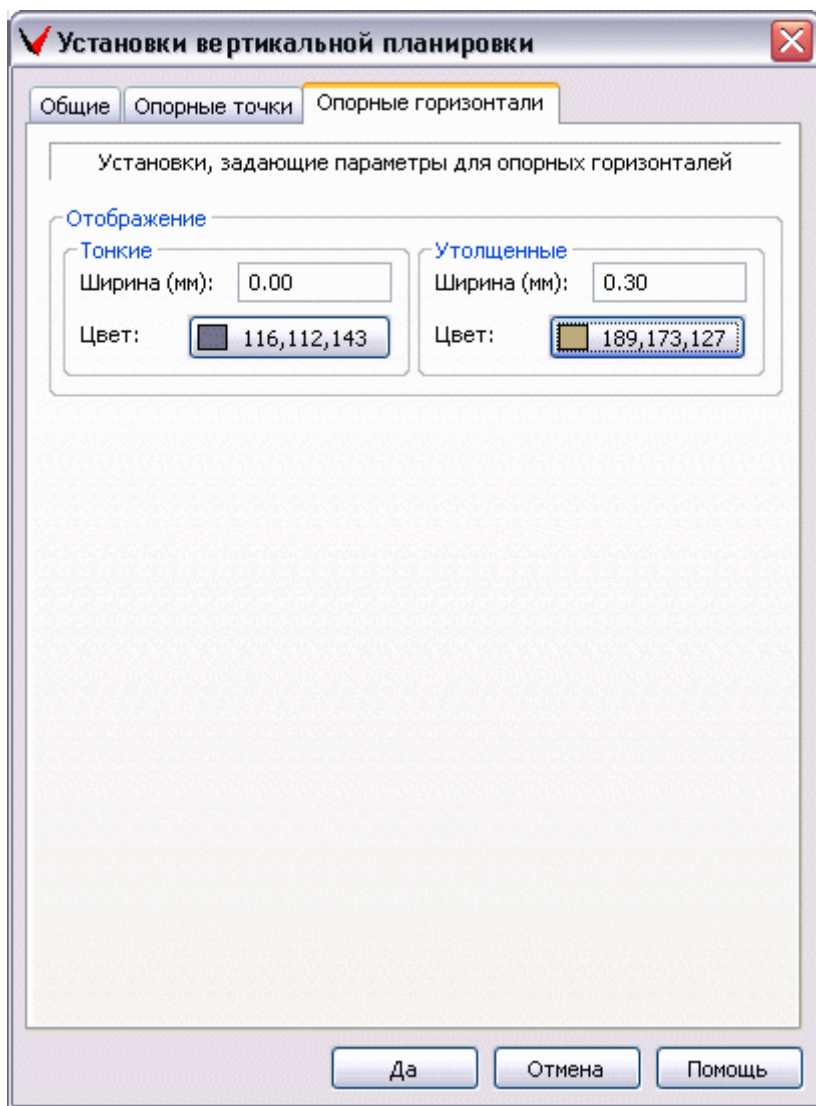 Установки вертикальной планировки
Общие Опорные точки Опорные горизонтали
Установки, задающие параметры для опорных горизонталей
Отображение
Тонкие Утолщенные
Ширина (мм): 0.00 Ширина (мм): 0.30
Цвет: 116,112,143 Цвет: 189,173,127
Да Отмена Помощь